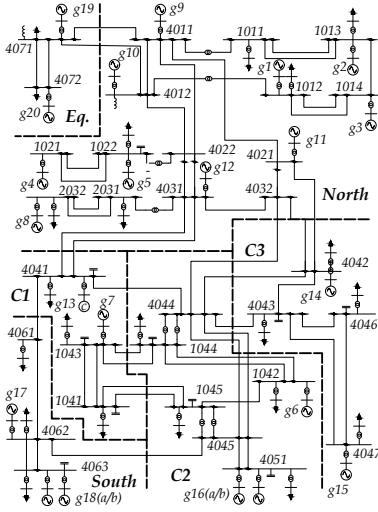 g19
g9
4071
4011
1011
1013
g10
g1
g2
4072
4012
1012
1014
g20
g3
Eq.
g11
1021
1022
4022
4021
g4
g5
g12
2032
2031
4031
4032
g8
North
C3
4041
4042
C1
g13
g7
4044
4043
g14
4061
4046
1043
1044
1042
g17
1041
1045
g6
4062
4045
4047
4063
4051
South
C2
g15
g18(a/b)
g16(a/b)